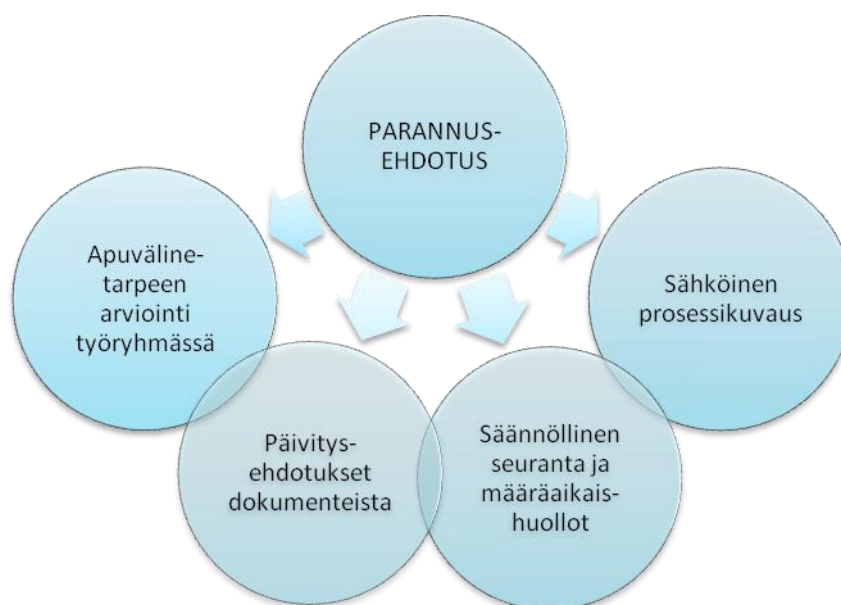 PARANNUS-
EHDOTUS
Apuväline-
tarpeen
arviointi
työryhmässä
Sähköinen
prosessikuvaus
Päivitys-
ehdotukset
dokumenteista
Säännöllinen
seuranta ja
määräaikais-
huollot